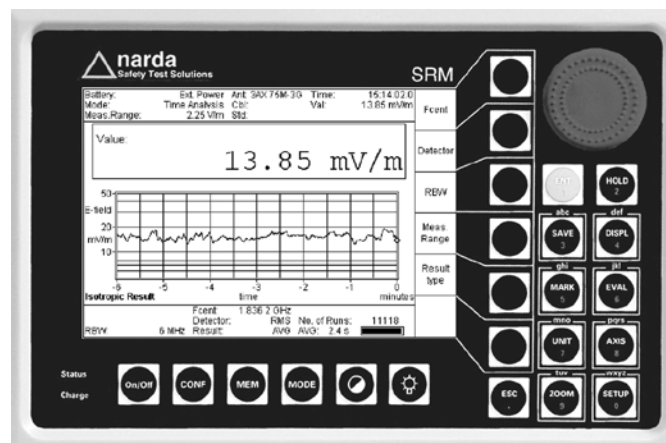 narda
Safety Test Solutions
SRM
Battery: Ext. Power Ant: 3AX 75M-3G Time: 15:14:02.0
Mode: Time Analysis Cbl: Val: 13.85 mV/m
Meas.Range: 2.25 V/m Std:
Fcent
Value:
13.85 mV/m
Detector
RBW
50
E-field
20
mV/m
10
Meas.
Range
Result
type
-6 -5 -4 -3 -2 -1 0
Isotropic Result time minutes
Fcent: 1.836 2 GHz
Detector: RMS No. of Runs: 11118
RBW: 6 MHz Result: AVG AVG: 2.4 s
ENT
1
HOLD
2
abc
SAVE
3
def
DISPL
4
ghi
MARK
5
jkl
EVAL
6
mno
UNIT
7
pqrs
AXIS
8
tuv
ZOOM
9
wxyz
SETUP
0
ESC
.
Status
Charge
On/Off
CONF
MEM
MODE